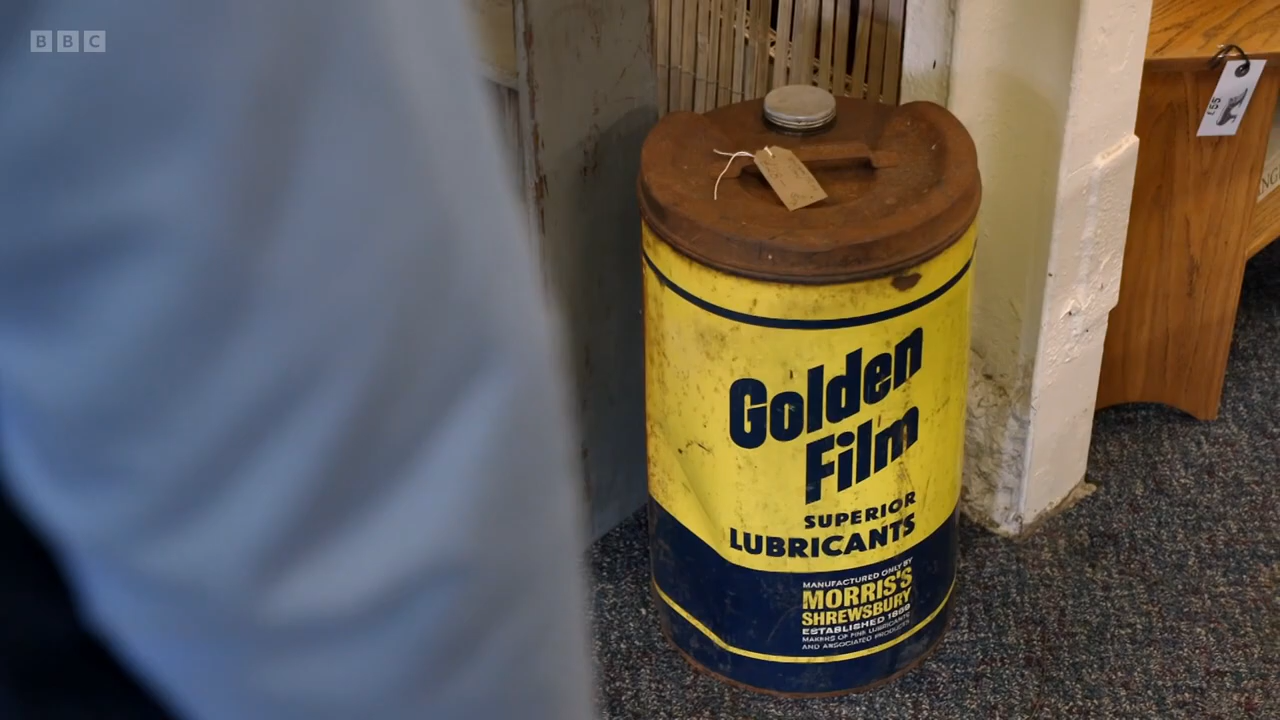 BBC
£55
Golden
Film
SUPERIOR
LUBRICANTS
MANUFACTURED ONLY BY
MORRIS'S
SHREWSBURY
ESTABLISHED 1869
MAKERS OF FINE LUBRICANTS
AND ASSOCIATED PRODUCTS